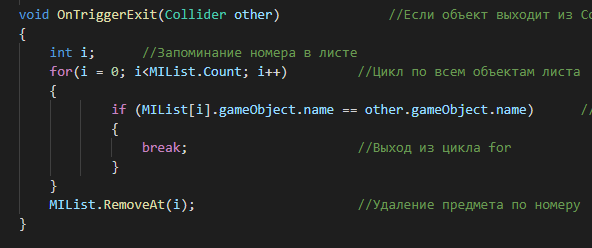 void OnTriggerExit(Collider other) //Если объект выходит из
{
int i; //Запоминание номера в листе
for(i = 0; i<MIList.Count; i++) //Цикл по всем объектам листа
{
if (MIList[i].gameObject.name == other.gameObject.name) //
{
break; //Выход из цикла for
}
}
MIList.RemoveAt(i); //Удаление предмета по номеру
}